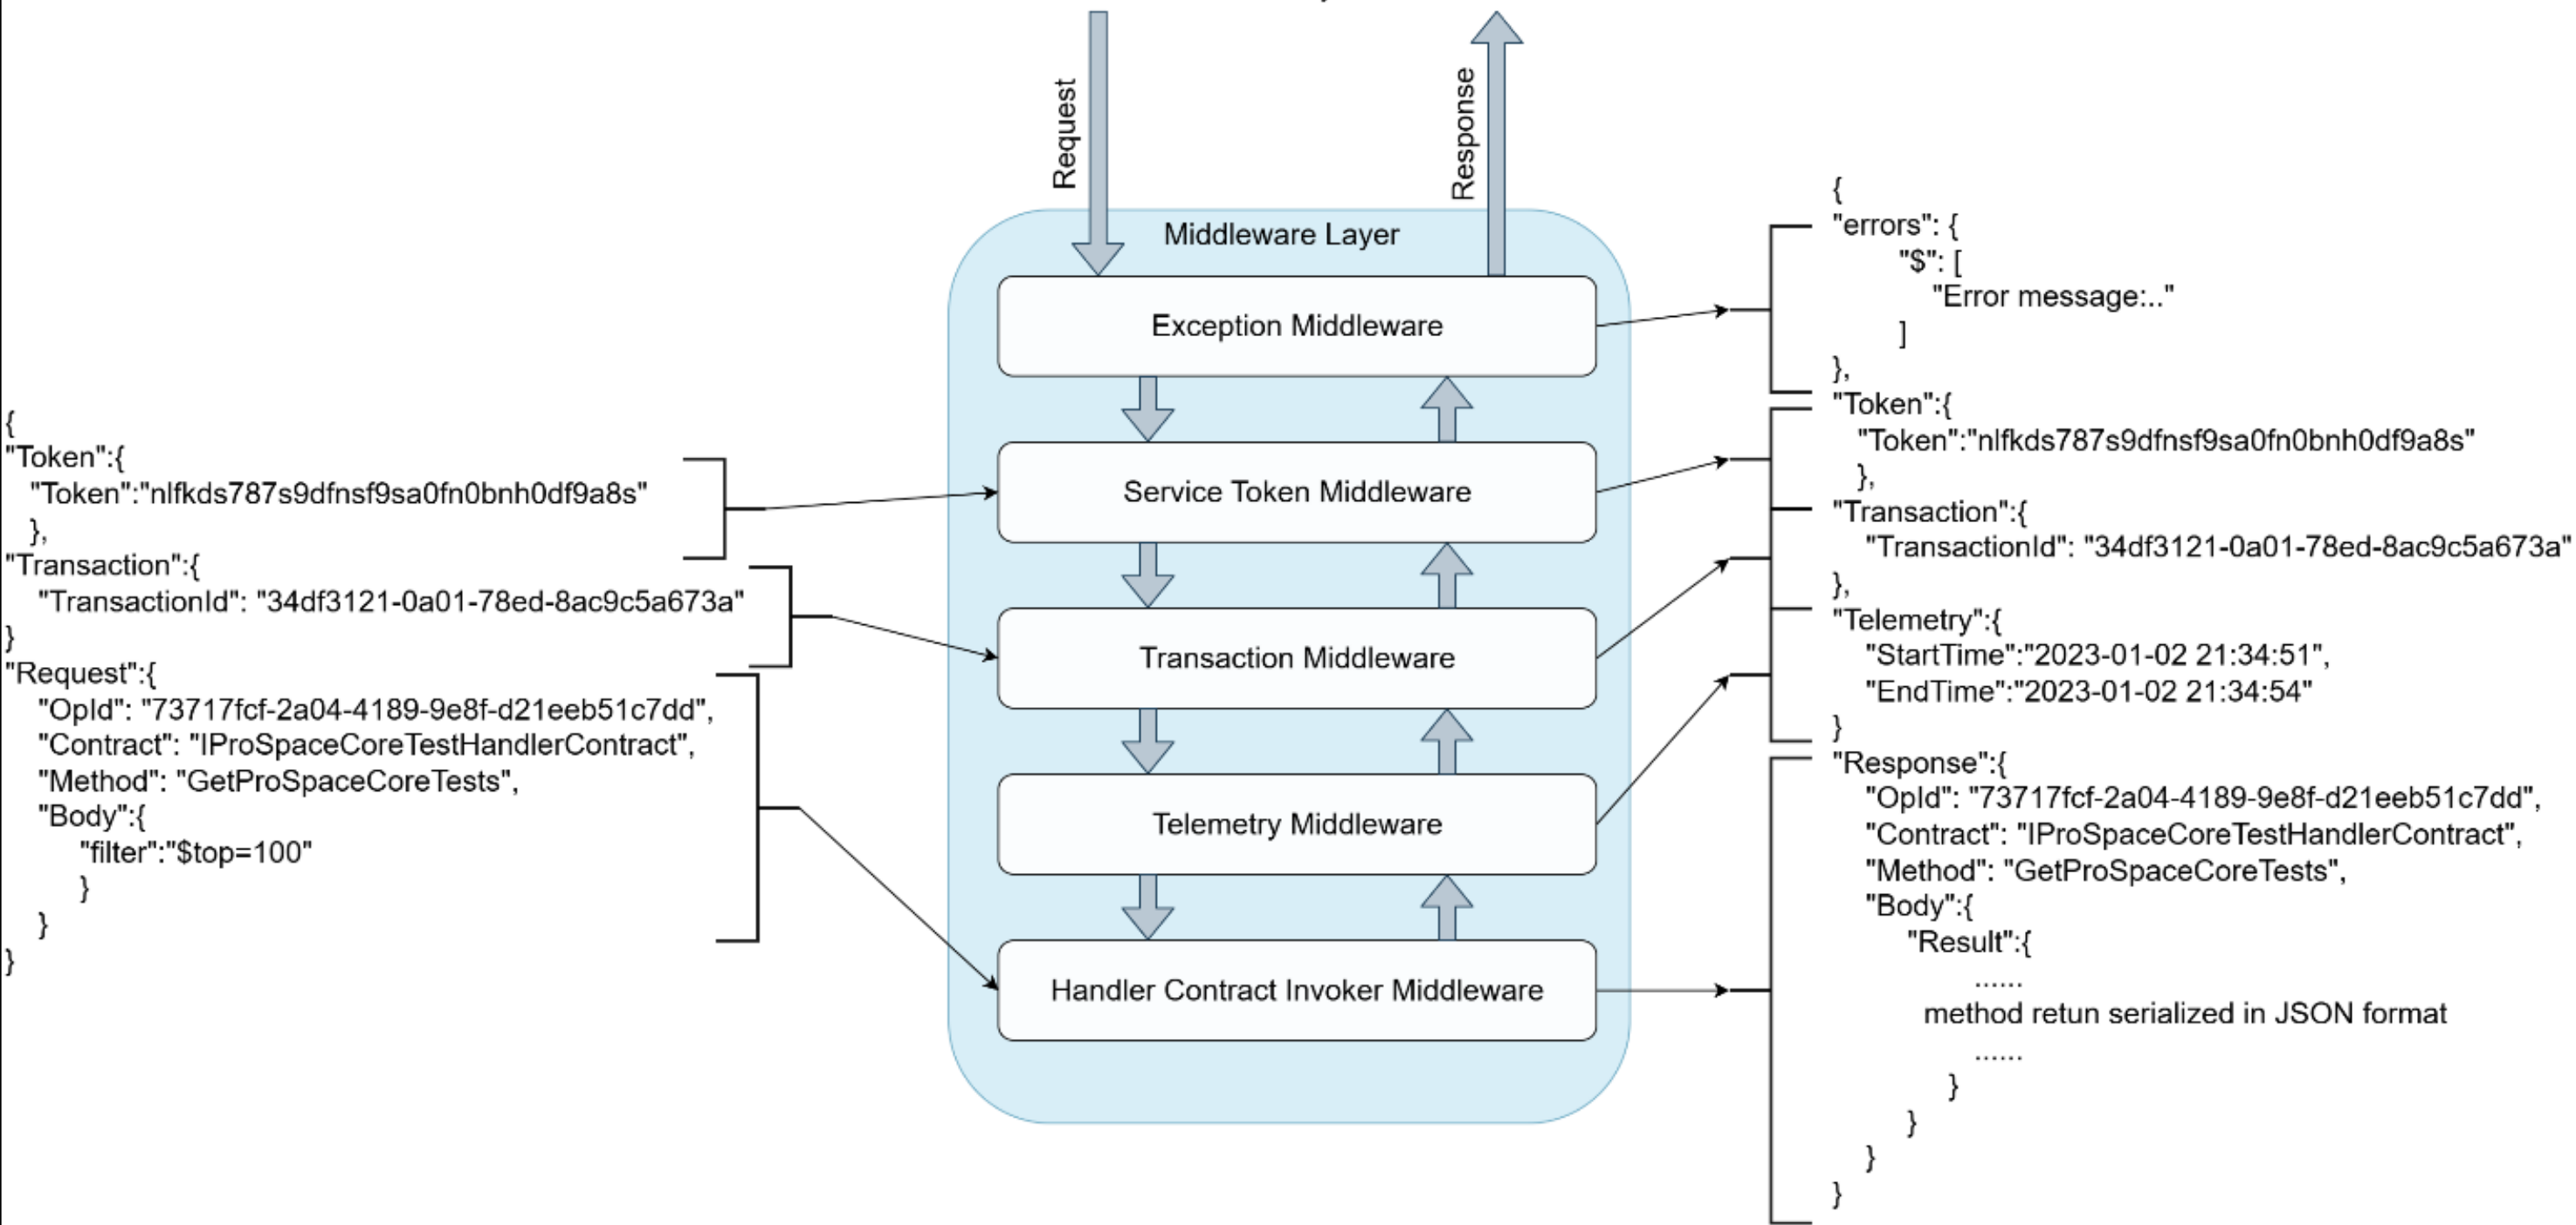 Request
Response
Middleware Layer
Exception Middleware
Service Token Middleware
Transaction Middleware
Telemetry Middleware
Handler Contract Invoker Middleware
{
"Token":{
"Token":"nlfkds787s9dfnsf9sa0fn0bnh0df9a8s"
},
"Transaction":{
"TransactionId": "34df3121-0a01-78ed-8ac9c5a673a"
}
"Request":{
"OpId": "73717fcf-2a04-4189-9e8f-d21eeb51c7dd",
"Contract": "IProSpaceCoreTestHandlerContract",
"Method": "GetProSpaceCoreTests",
"Body":{
"filter":"$top=100"
}
}
}
{
"errors": {
"$": [
"Error message:.."
]
},
"Token":{
"Token":"nlfkds787s9dfnsf9sa0fn0bnh0df9a8s"
},
"Transaction":{
"TransactionId": "34df3121-0a01-78ed-8ac9c5a673a"
},
"Telemetry":{
"StartTime":"2023-01-02 21:34:51",
"EndTime":"2023-01-02 21:34:54"
}
"Response":{
"OpId": "73717fcf-2a04-4189-9e8f-d21eeb51c7dd",
"Contract": "IProSpaceCoreTestHandlerContract",
"Method": "GetProSpaceCoreTests",
"Body":{
"Result":{
......
method retun serialized in JSON format
......
}
}
}
}